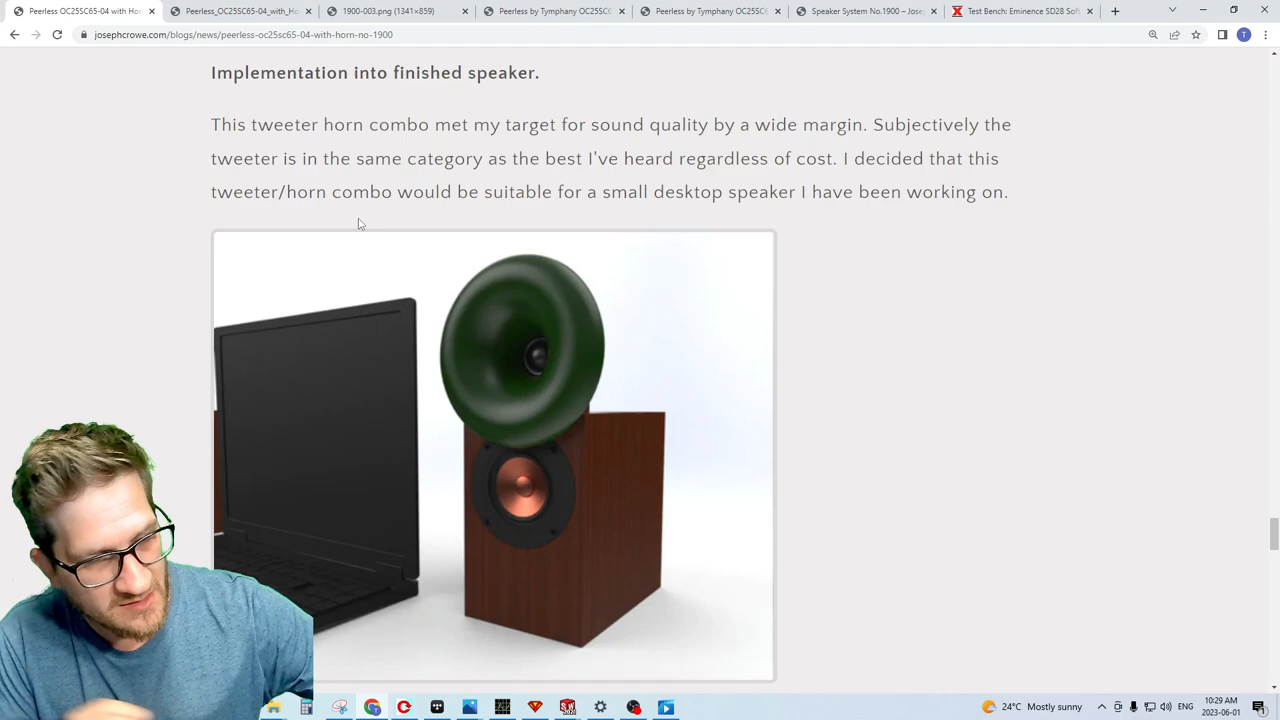 Peerless OC25SC65-04 with Hor
Peerless_OC25SC65-04_with_Ho
1900-003.png (1341×859)
Peerless by Tymphany OC25SC6
Peerless by Tymphany OC25SC65
Speaker System No.1900 – Jose
Test Bench: Eminence SD28 Sof
josephcrowe.com/blogs/news/peerless-oc25sc65-04-with-horn-no-1900
T
Implementation into finished speaker.
This tweeter horn combo met my target for sound quality by a wide margin. Subjectively the
tweeter is in the same category as the best I've heard regardless of cost. I decided that this
tweeter/horn combo would be suitable for a small desktop speaker I have been working on.
24°C Mostly sunny
ENG
10:29 AM
2023-06-01